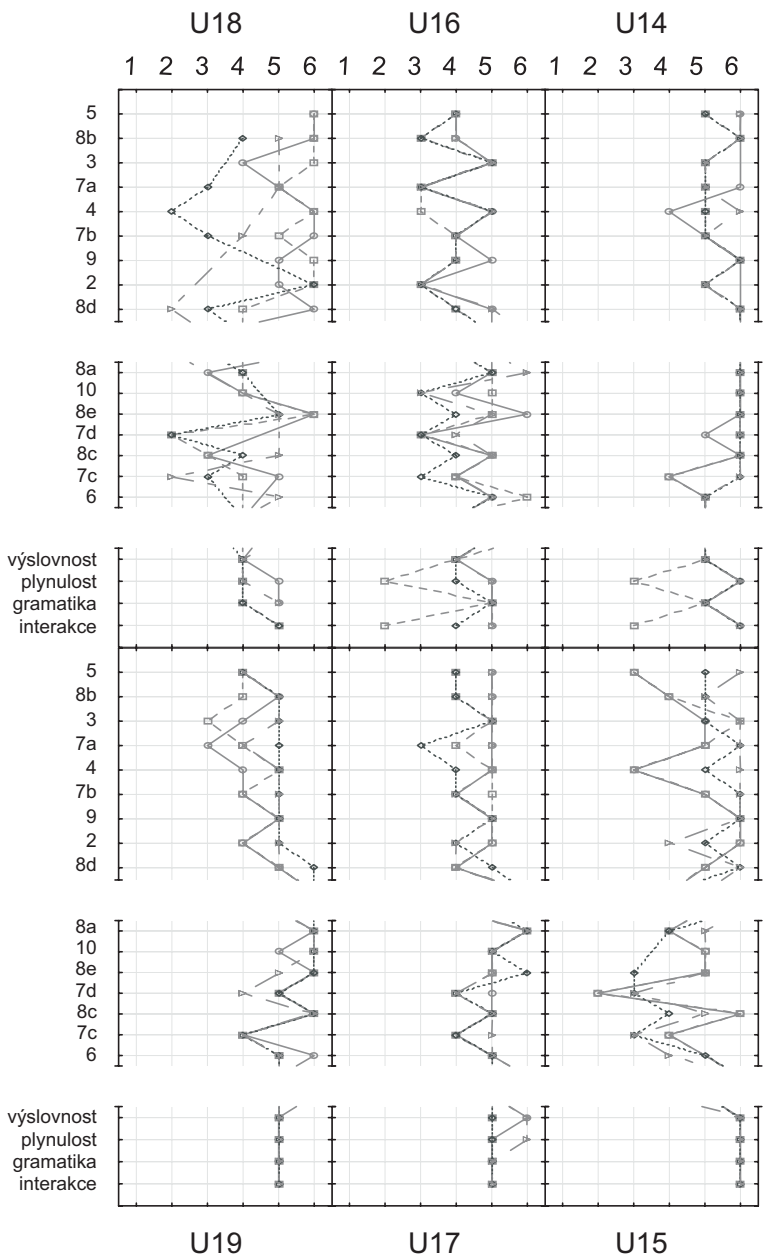 U18 U16 U14
1 2 3 4 5 6 1 2 3 4 5 6 1 2 3 4 5 6
5
8b
3
7a
4
7b
9
2
8d
8a
10
8e
7d
8c
7c
6
výslovnost
plynulost
gramatika
interakce
5
8b
3
7a
4
7b
9
2
8d
8a
10
8e
7d
8c
7c
6
výslovnost
plynulost
gramatika
interakce
U19 U17 U15